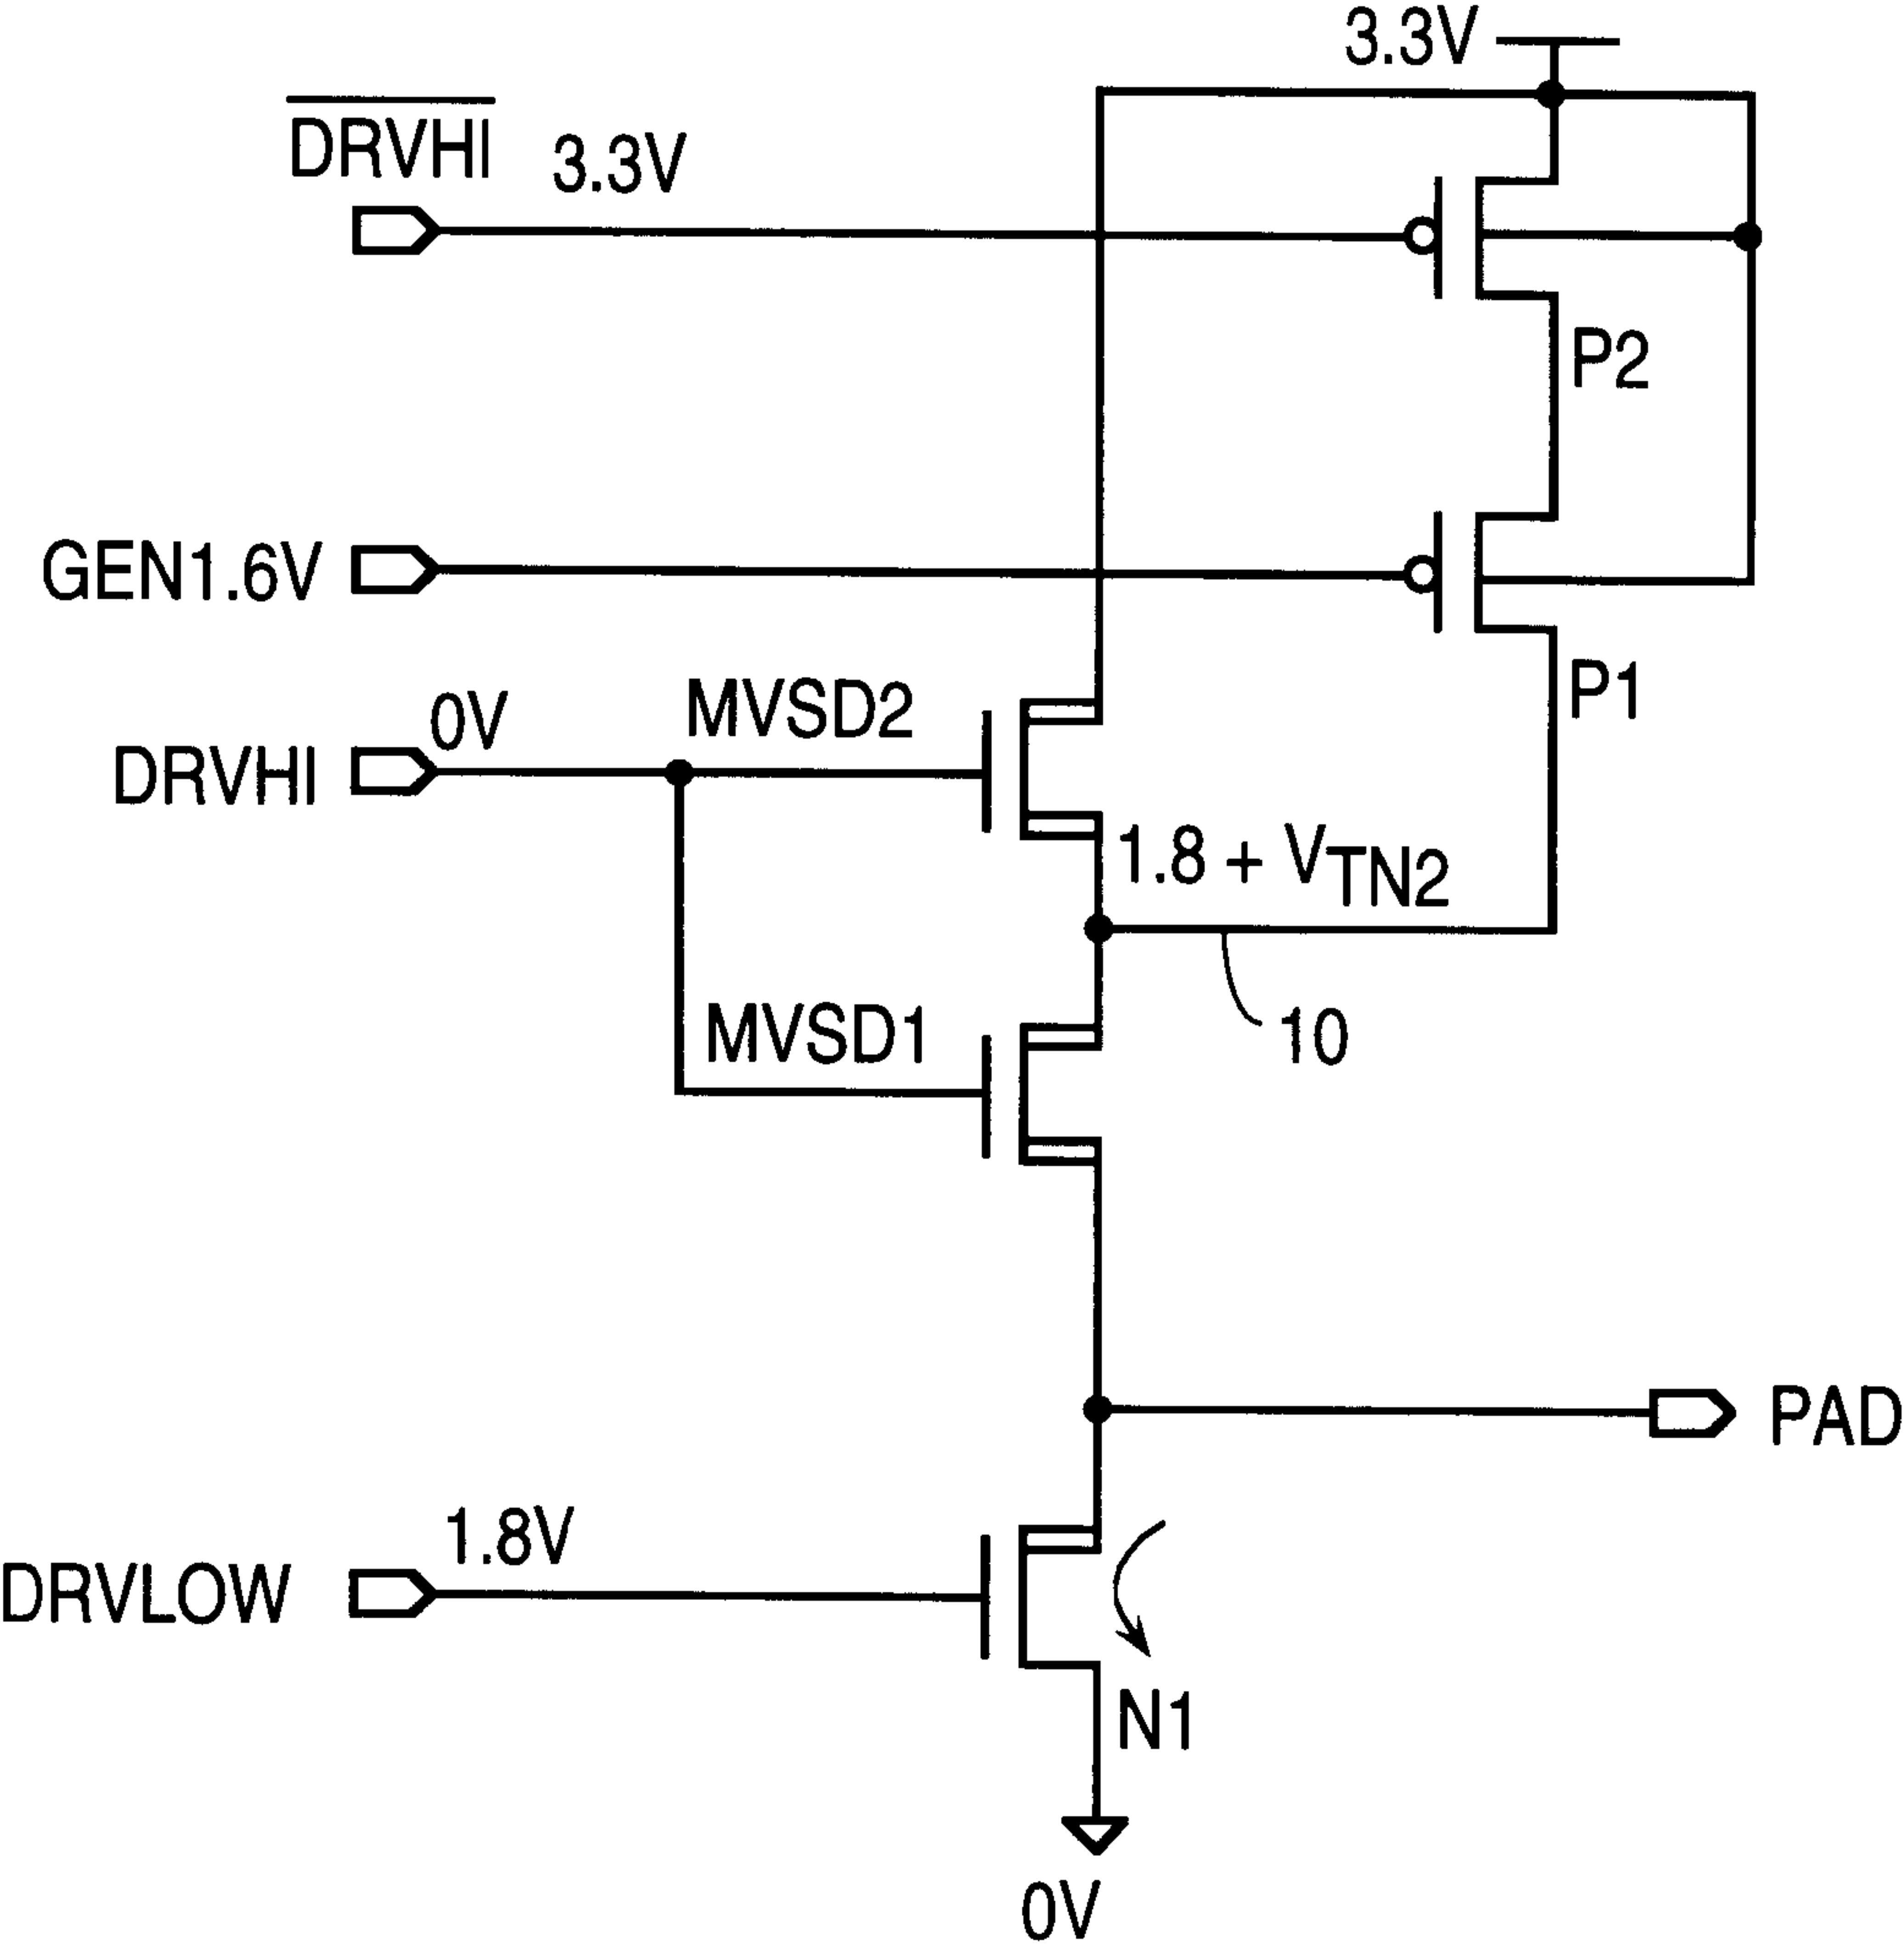 3.3V
DRVHI
3.3V
P2
GEN1.6V
P1
MVSD2
0V
DRVHI
1.8 + VTN2
MVSD1
10
PAD
1.8V
DRVLOW
N1
0V